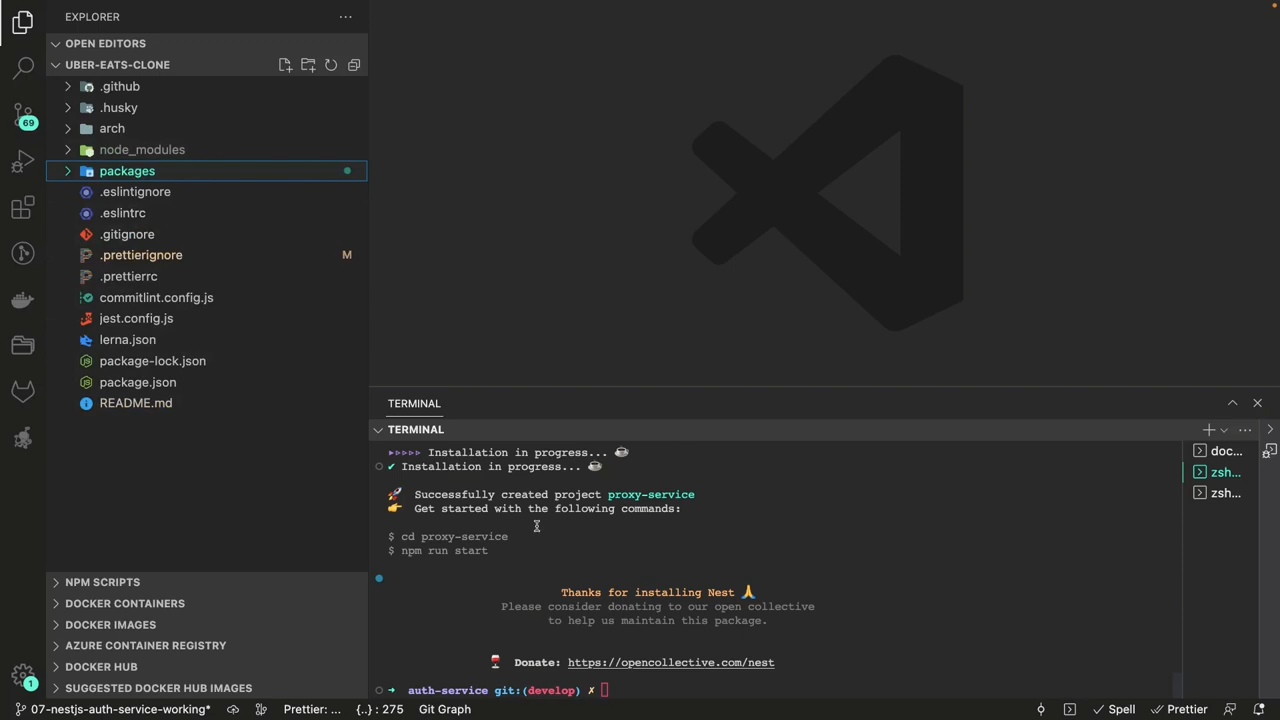 EXPLORER
OPEN EDITORS
UBER-EATS-CLONE
.github
.husky
arch
node_modules
packages
.eslintignore
.eslintrc
.gitignore
.prettierignore M
.prettierrc
commitlint.config.js
jest.config.js
lerna.json
package-lock.json
package.json
README.md
NPM SCRIPTS
DOCKER CONTAINERS
DOCKER IMAGES
AZURE CONTAINER REGISTRY
DOCKER HUB
SUGGESTED DOCKER HUB IMAGES
69
1
TERMINAL
TERMINAL
Installation in progress...
✔ Installation in progress...
Successfully created project proxy-service
Get started with the following commands:
$ cd proxy-service
$ npm run start
Thanks for installing Nest
Please consider donating to our open collective
to help us maintain this package.
Donate: https://opencollective.com/nest
➜ auth-service git:(develop) ✗
doc...
zsh...
zsh...
07-nestjs-auth-service-working* Prettier: ... {..} : 275 Git Graph Spell Prettier